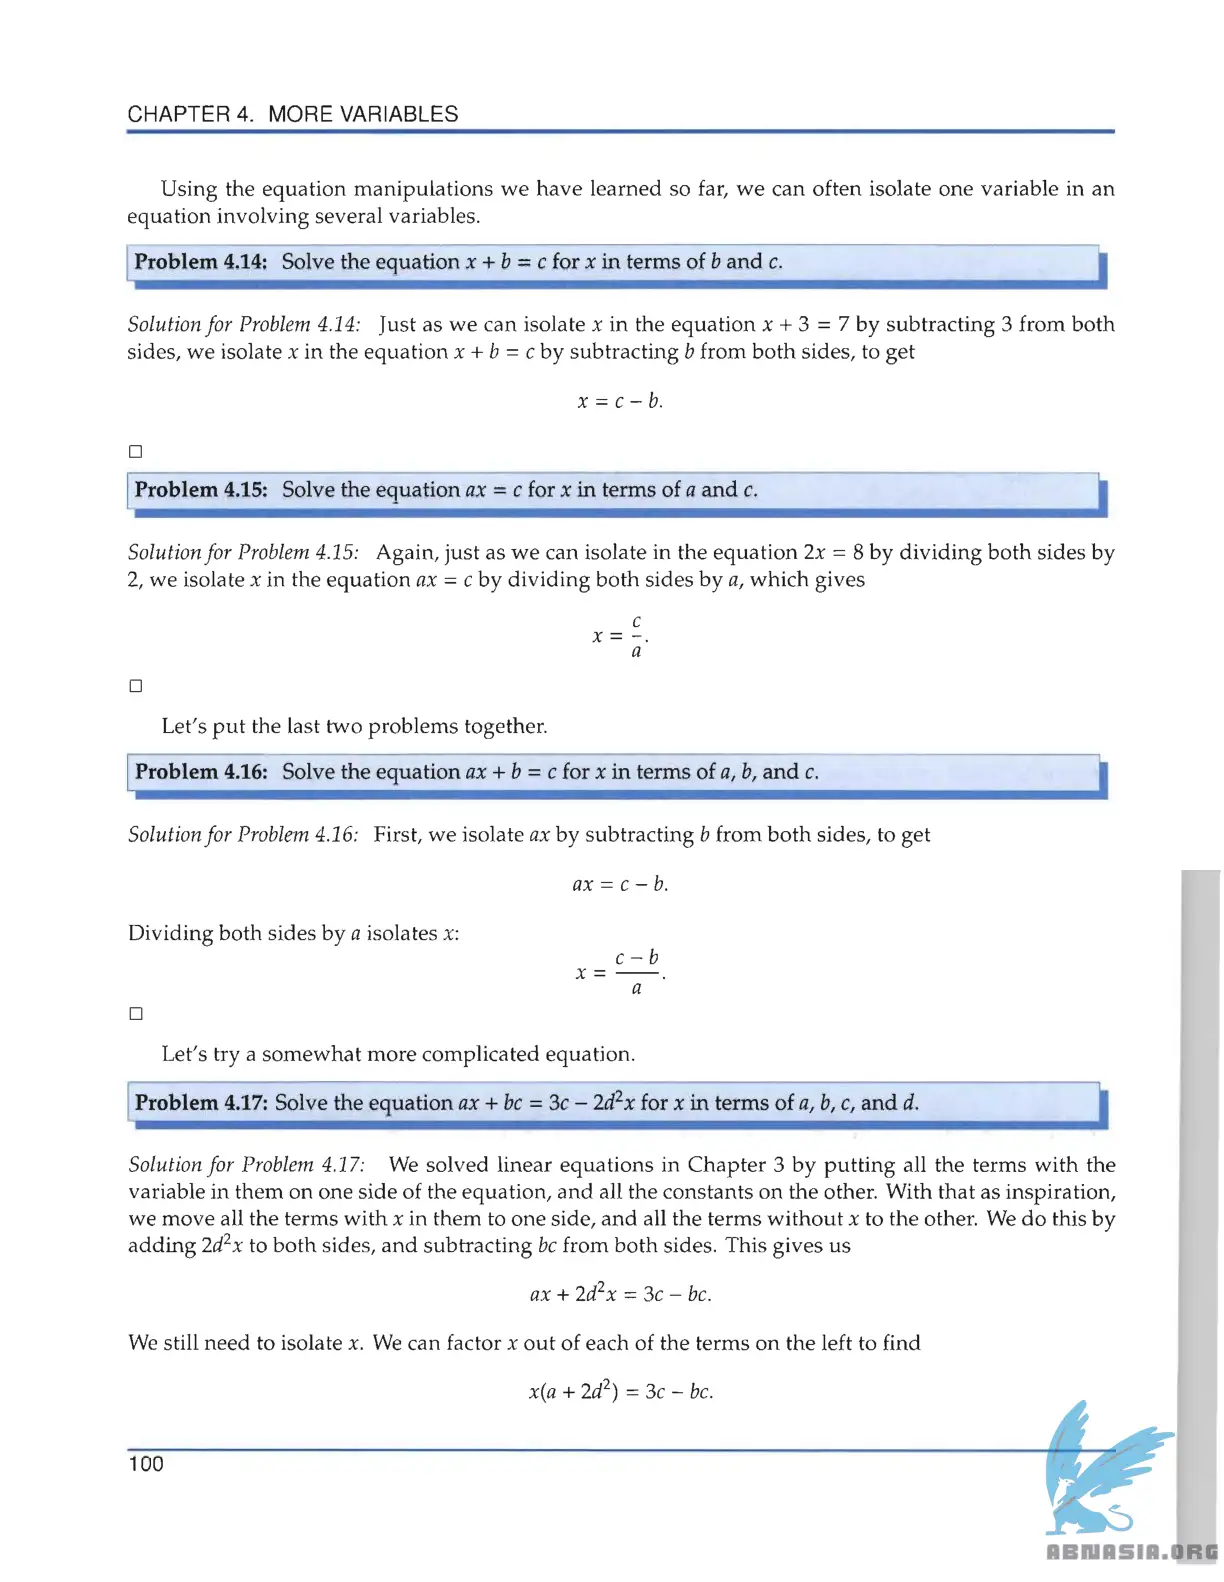 CHAPTER 4. MORE VARIABLES
Using the equation manipulations we have learned so far, we can often isolate one variable in an
equation involving several variables.
Problem 4.14: Solve the equation x + b = c for x in terms of b and c.
Solution for Problem 4.14: Just as we can isolate x in the equation x + 3 = 7 by subtracting 3 from both
sides, we isolate x in the equation x + b = c by subtracting b from both sides, to get
x = c − b.
□
Problem 4.15: Solve the equation ax = c for x in terms of a and c.
Solution for Problem 4.15: Again, just as we can isolate in the equation 2x = 8 by dividing both sides by
2, we isolate x in the equation ax = c by dividing both sides by a, which gives
x = c/a.
□
Let's put the last two problems together.
Problem 4.16: Solve the equation ax + b = c for x in terms of a, b, and c.
Solution for Problem 4.16: First, we isolate ax by subtracting b from both sides, to get
ax = c − b.
Dividing both sides by a isolates x:
x = (c − b)/a.
□
Let's try a somewhat more complicated equation.
Problem 4.17: Solve the equation ax + bc = 3c − 2d²x for x in terms of a, b, c, and d.
Solution for Problem 4.17: We solved linear equations in Chapter 3 by putting all the terms with the
variable in them on one side of the equation, and all the constants on the other. With that as inspiration,
we move all the terms with x in them to one side, and all the terms without x to the other. We do this by
adding 2d²x to both sides, and subtracting bc from both sides. This gives us
ax + 2d²x = 3c − bc.
We still need to isolate x. We can factor x out of each of the terms on the left to find
x(a + 2d²) = 3c − bc.
100
ABNASIA.ORG